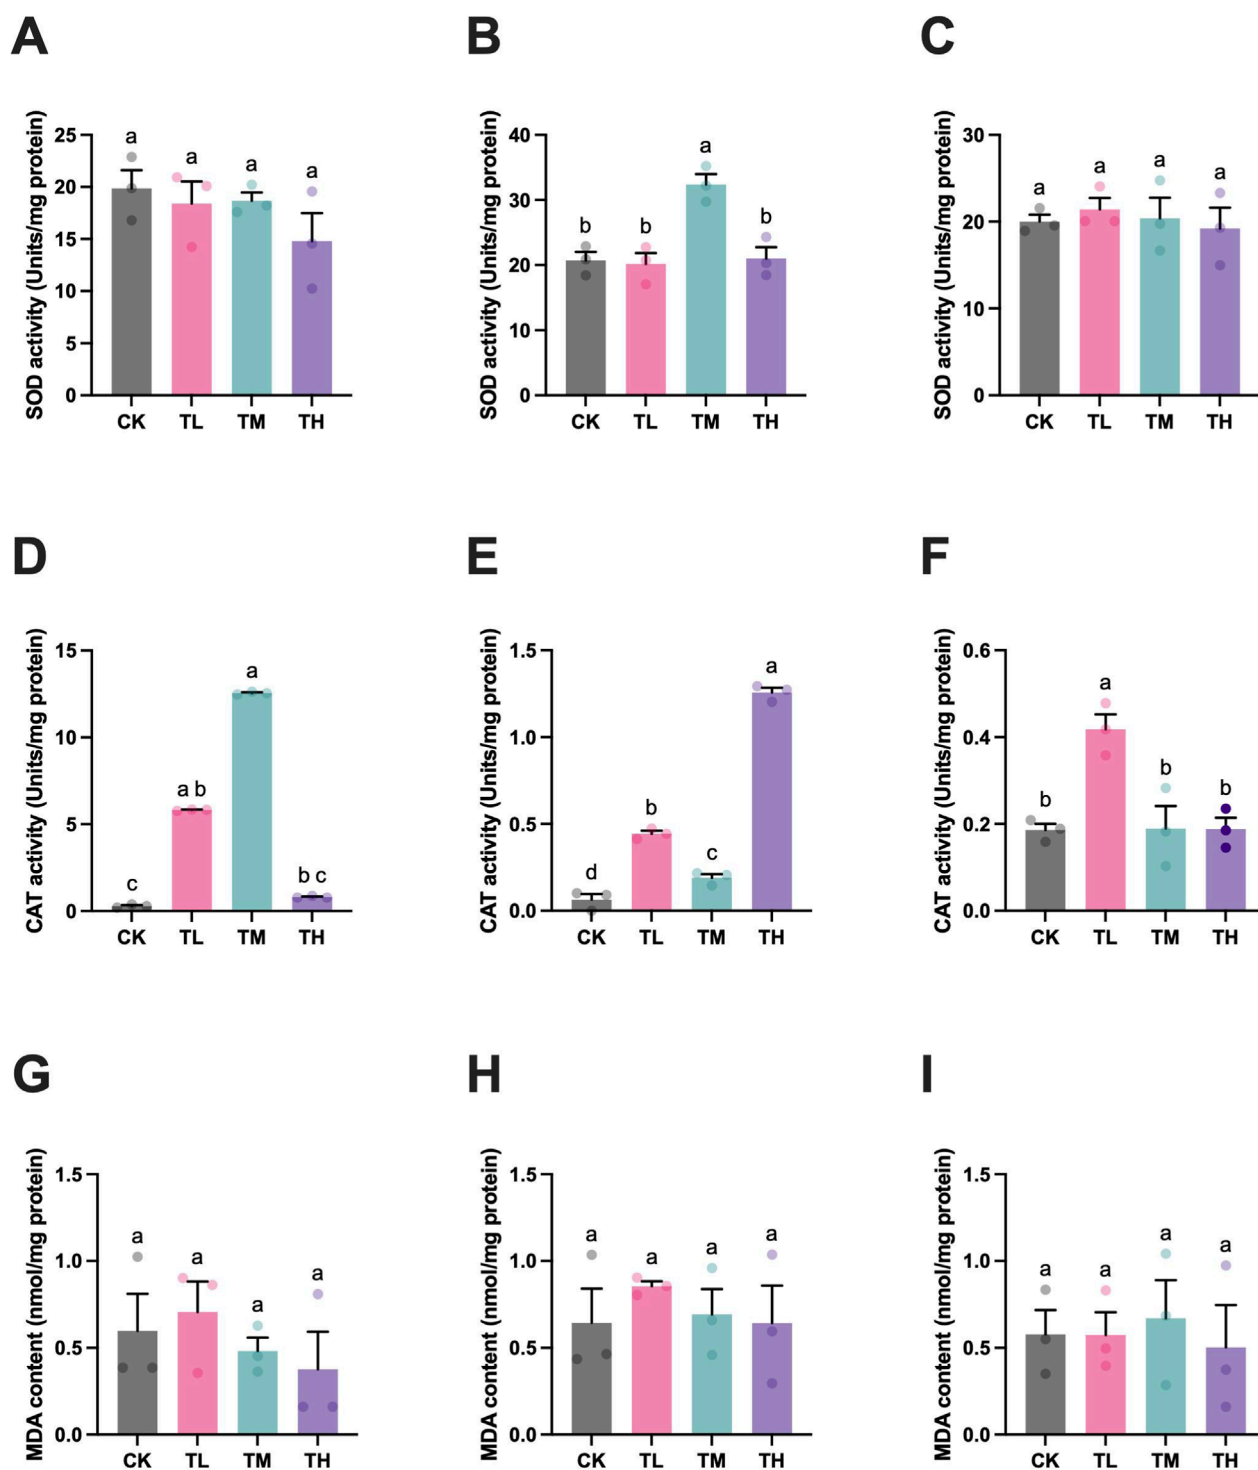 A
SOD activity (Units/mg protein)
25
20
15
10
5
0
a
a
a
a
CK TL TM TH
B
SOD activity (Units/mg protein)
40
30
20
10
0
b
b
a
b
CK TL TM TH
C
SOD activity (Units/mg protein)
30
20
10
0
a
a
a
a
CK TL TM TH
D
CAT activity (Units/mg protein)
15
10
5
0
c
a b
a
b c
CK TL TM TH
E
CAT activity (Units/mg protein)
1.5
1.0
0.5
0.0
d
b
c
a
CK TL TM TH
F
CAT activity (Units/mg protein)
0.6
0.4
0.2
0.0
b
a
b
b
CK TL TM TH
G
MDA content (nmol/mg protein)
1.5
1.0
0.5
0.0
a
a
a
a
CK TL TM TH
H
MDA content (nmol/mg protein)
1.5
1.0
0.5
0.0
a
a
a
a
CK TL TM TH
I
MDA content (nmol/mg protein)
1.5
1.0
0.5
0.0
a
a
a
a
CK TL TM TH